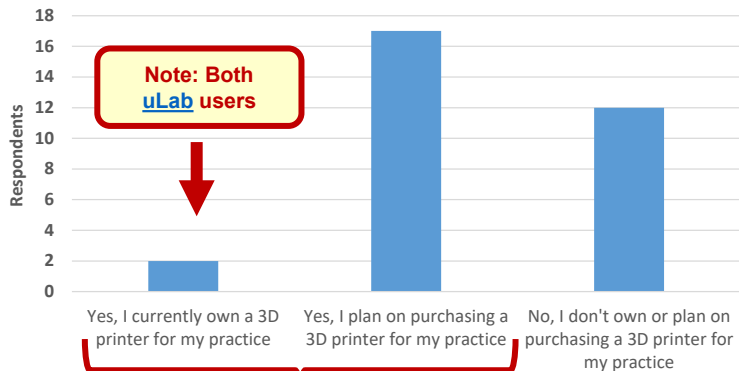 18
16
14
12
10
8
6
4
2
0
Respondents
Note: Both
uLab users
Yes, I currently own a 3D
printer for my practice
Yes, I plan on purchasing a
3D printer for my practice
No, I don't own or plan on
purchasing a 3D printer for
my practice